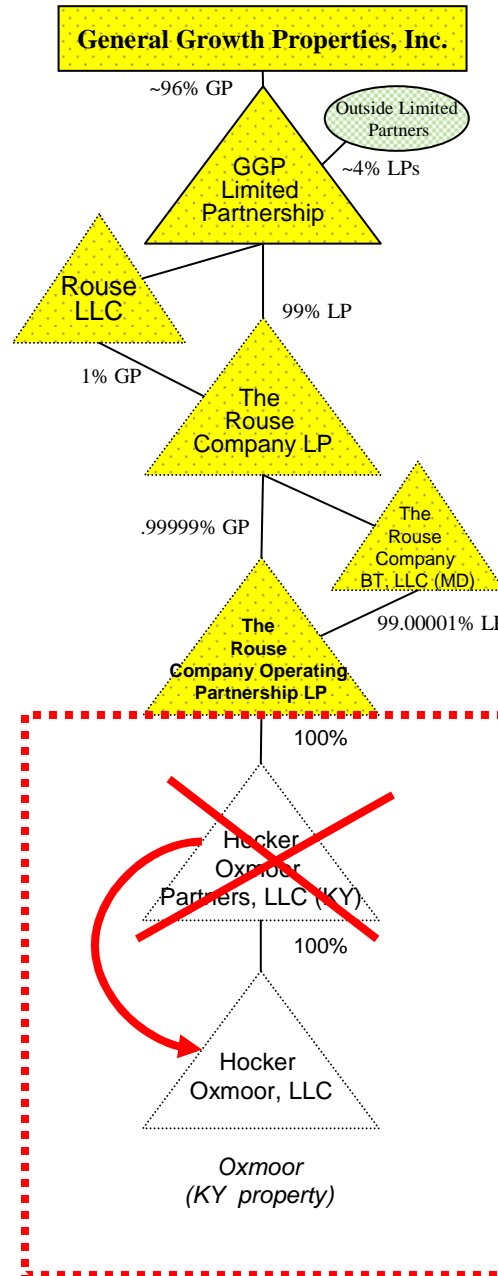 General Growth Properties, Inc.
~96% GP
Outside Limited
Partners
GGP
Limited
Partnership
~4% LPs
Rouse
LLC
99% LP
1% GP
The
Rouse
Company LP
.99999% GP
The
Rouse
Company
BT, LLC (MD)
99.00001% LP
The
Rouse
Company Operating
Partnership LP
100%
Hocker
Oxmoor
Partners, LLC (KY)
100%
Hocker
Oxmoor, LLC
Oxmoor
(KY property)